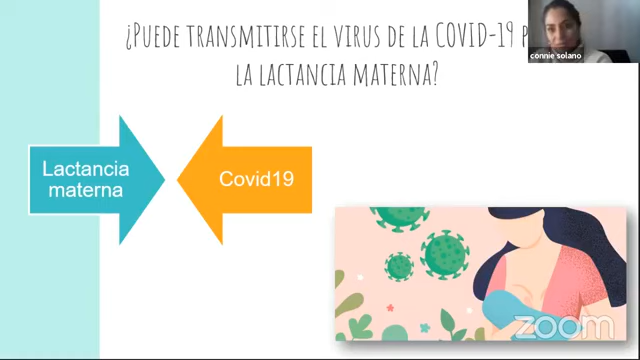 ¿PUEDE TRANSMITIRSE EL VIRUS DE LA COVID-19 P
LA LACTANCIA MATERNA?
connie solano
Lactancia
materna
Covid19
zoom